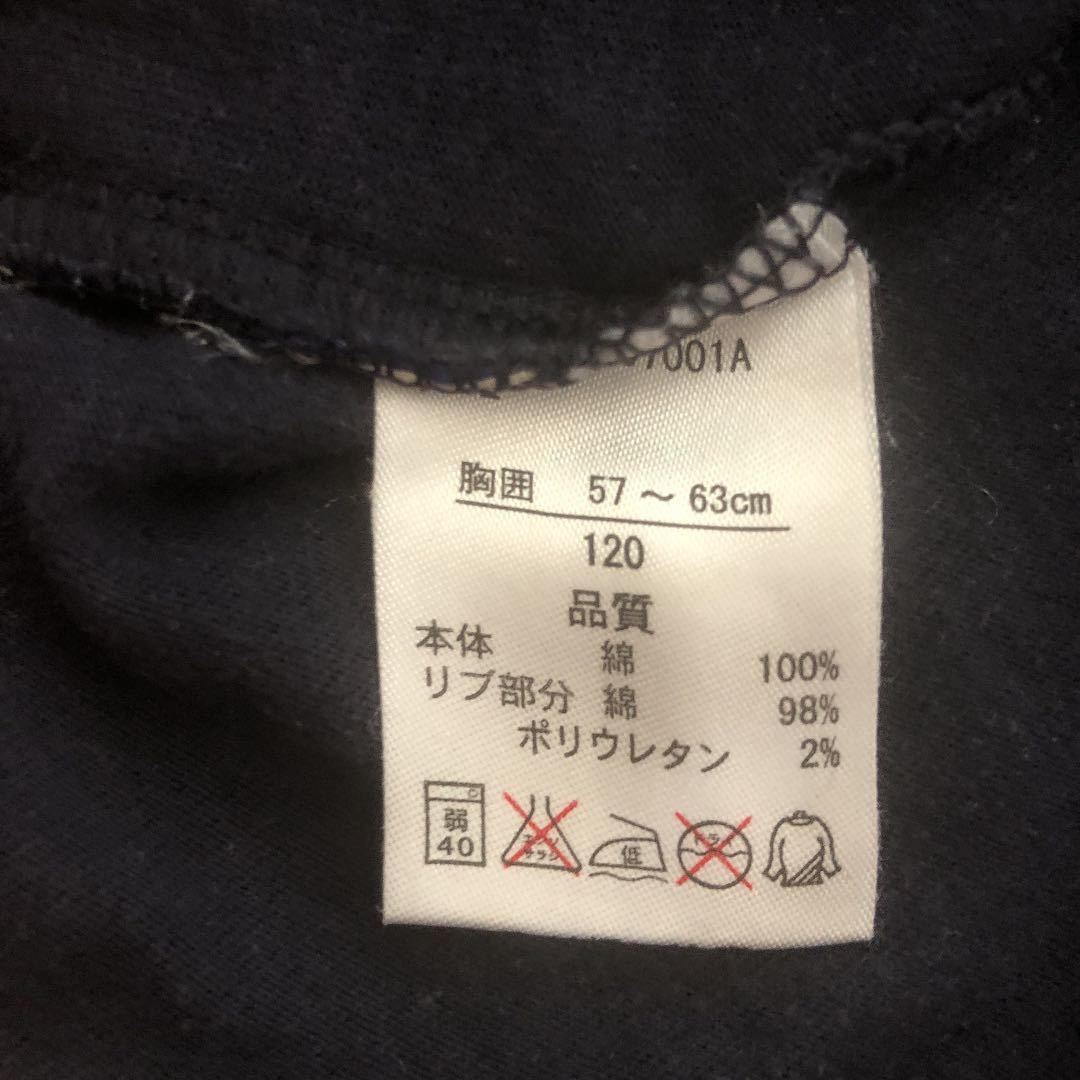 7001A
胸囲 57～63cm
120
品質
本体 綿 100%
リブ部分 綿 98%
ポリウレタン 2%
弱 低
40